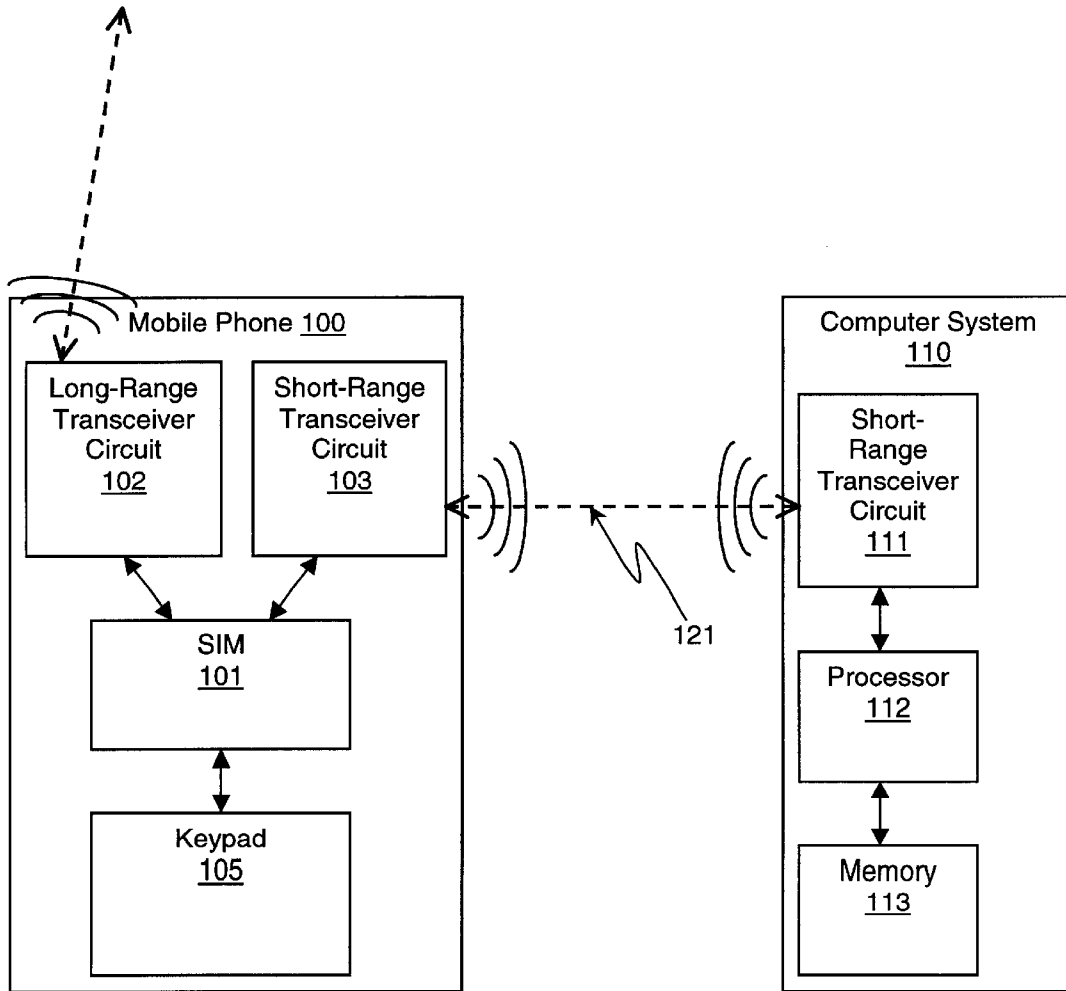 Mobile Phone 100
Long-Range
Transceiver
Circuit
102
Short-Range
Transceiver
Circuit
103
SIM
101
Keypad
105
121
Computer System
110
Short-
Range
Transceiver
Circuit
111
Processor
112
Memory
113